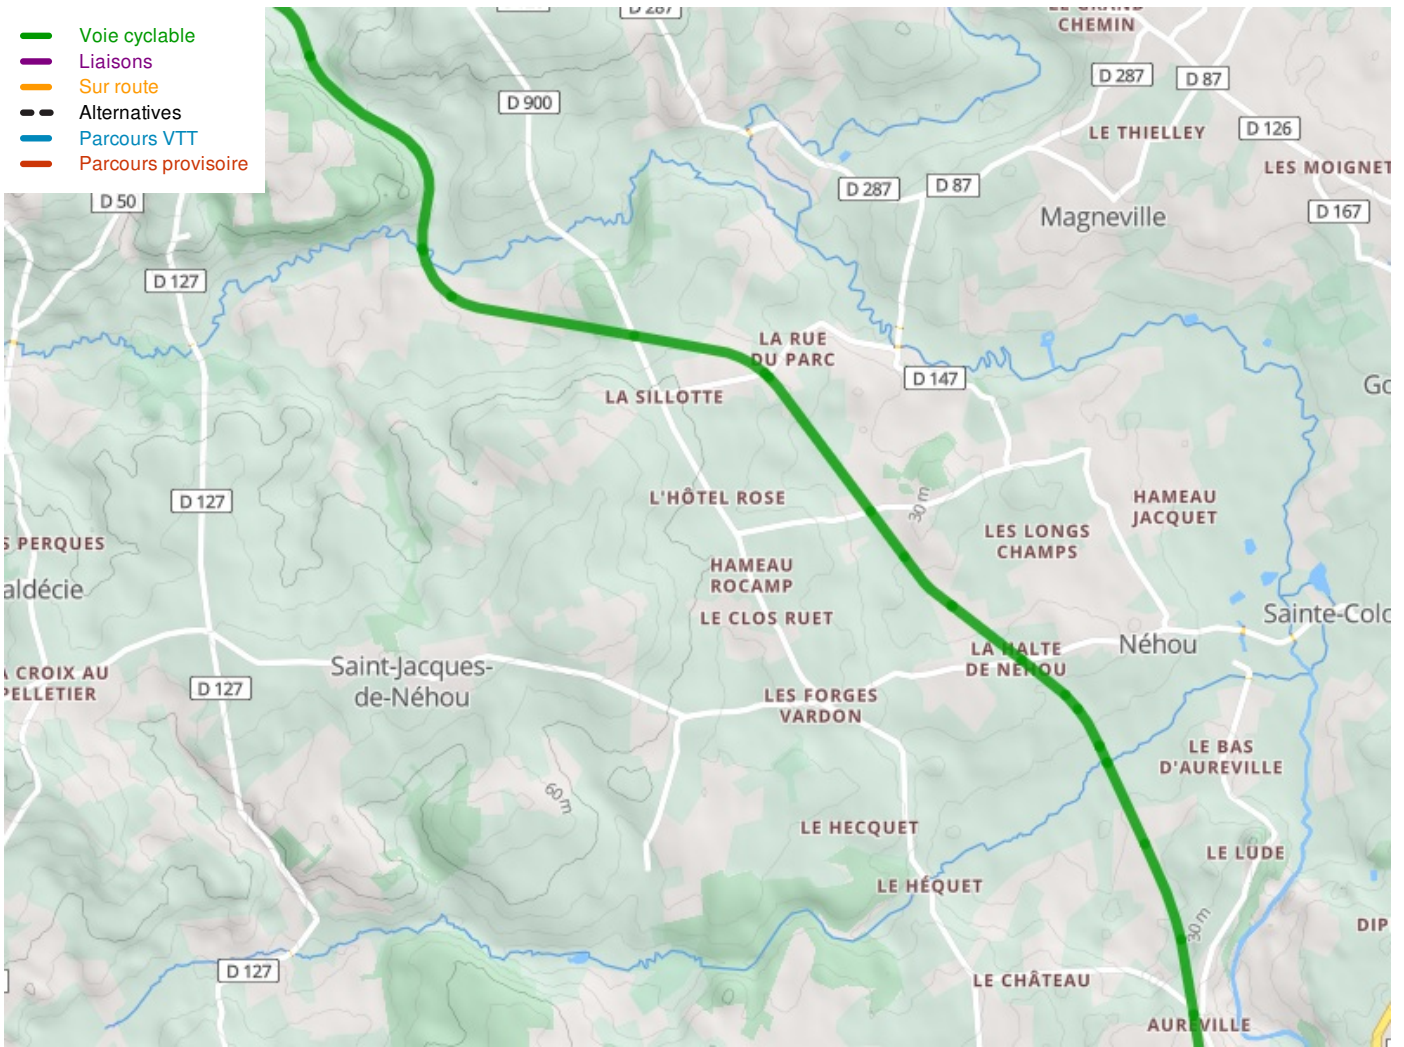 Voie cyclable
Liaisons
Sur route
Alternatives
Parcours VTT
Parcours provisoire
D 287
CHEMIN
D 287
D 87
D 900
D 126
LE THIELLEY
LES MOIGNET
D 287
D 87
D 50
D 167
Magneville
D 127
LA RUE
DU PARC
D 147
LA SILLOTTE
D 127
L'HÔTEL ROSE
30 m
HAMEAU
JACQUET
LES LONGS
CHAMPS
S PERQUES
HAMEAU
ROCAMP
aldécie
LE CLOS RUET
Sainte-Colo
Néhou
LA HALTE
DE NÉHOU
CROIX AU
PELLETIER
Saint-Jacques-
de-Néhou
D 127
LES FORGES
VARDON
LE BAS
D'AUREVILLE
60 m
LE HECQUET
LE LUDE
LE HÉQUET
30 m
DIP
D 127
LE CHÂTEAU
AUREVILLE